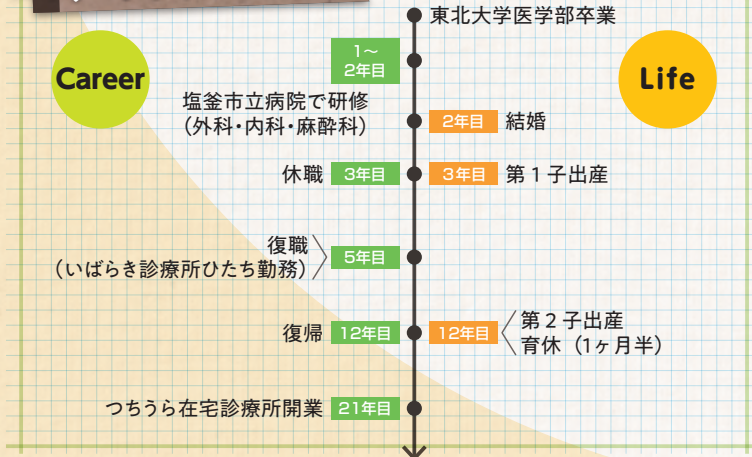 東北大学医学部卒業
Career
Life
1～
2年目
塩釜市立病院で研修
（外科・内科・麻酔科）
2年目 結婚
休職 3年目
3年目 第1子出産
復職
（いばらき診療所ひたち勤務）
5年目
復帰 12年目
12年目
第2子出産
育休（1ヶ月半）
つちうら在宅診療所開業 21年目